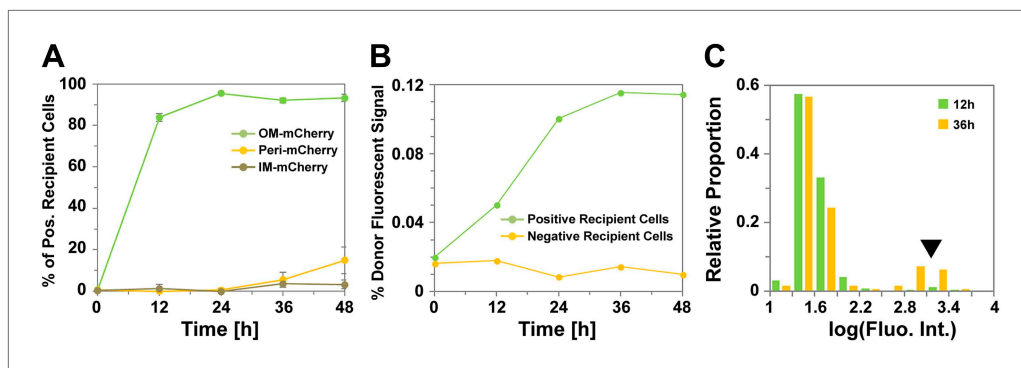 A
% of Pos. Recipient Cells
100
80
60
40
20
0
OM-mCherry
Peri-mCherry
IM-mCherry
0 12 24 36 48
Time [h]
B
% Donor Fluorescent Signal
0.12
0.08
0.04
0
Positive Recipient Cells
Negative Recipient Cells
0 12 24 36 48
Time [h]
C
Relative Proportion
0.6
0.4
0.2
0
12h
36h
1 1.6 2.2 2.8 3.4 4
log(Fluo. Int.)